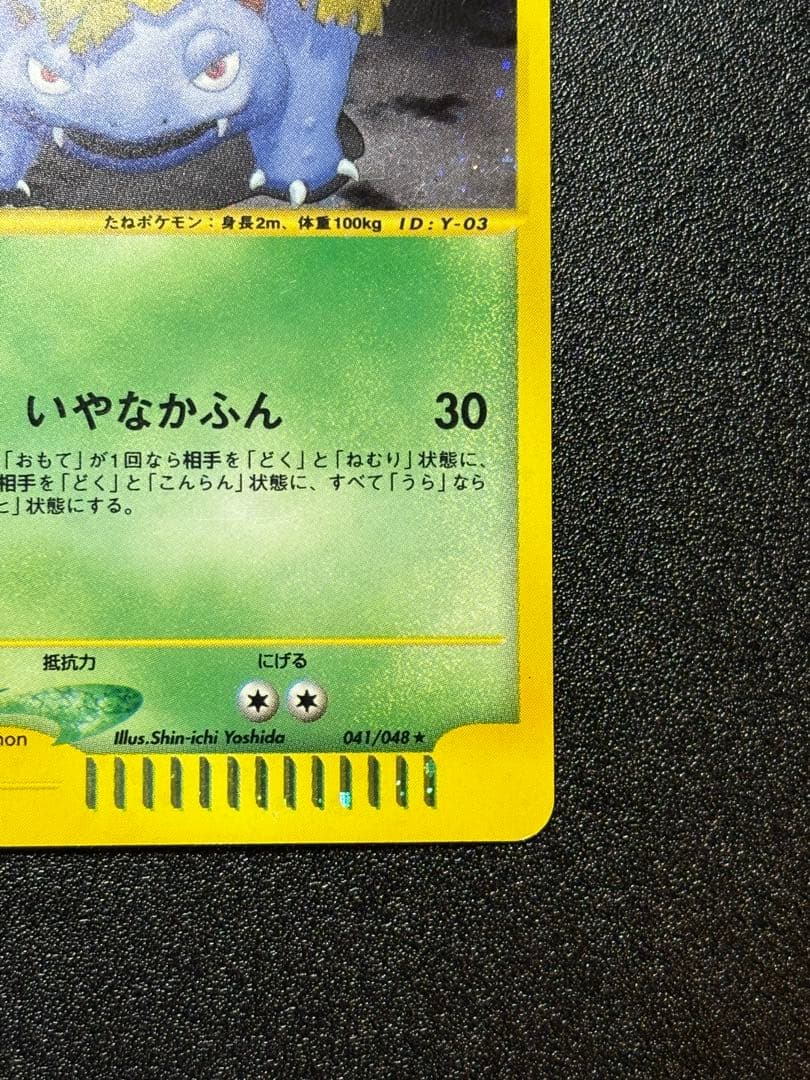 たねポケモン：身長2m、体重100kg ID:Y-03
いやなかふん 30
「おもて」が1回なら相手を「どく」と「ねむり」状態に、
相手を「どく」と「こんらん」状態に、すべて「うら」なら
と」状態にする。
抵抗力 にげる
Illus.Shin-ichi Yoshida 041/048★
mon